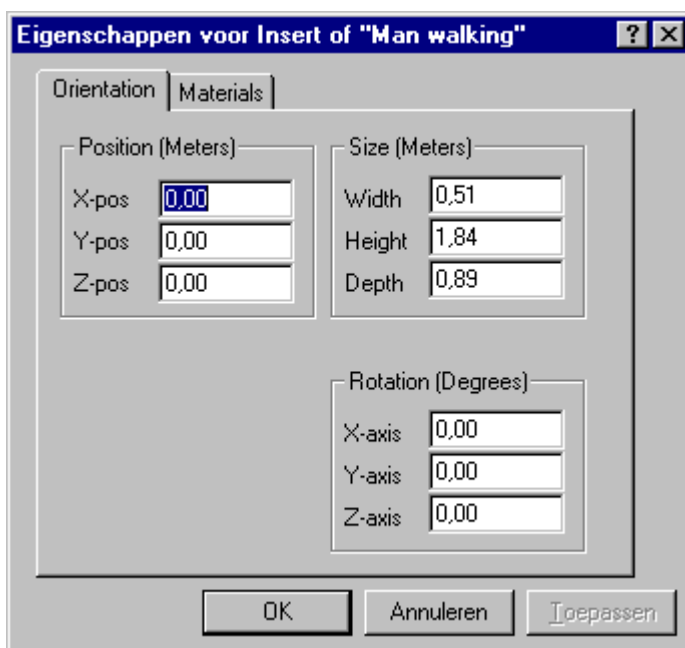 Eigenschappen voor Insert of "Man walking"
Orientation Materials
Position (Meters)
X-pos 0,00
Y-pos 0,00
Z-pos 0,00
Size (Meters)
Width 0,51
Height 1,84
Depth 0,89
Rotation (Degrees)
X-axis 0,00
Y-axis 0,00
Z-axis 0,00
OK Annuleren Toepassen